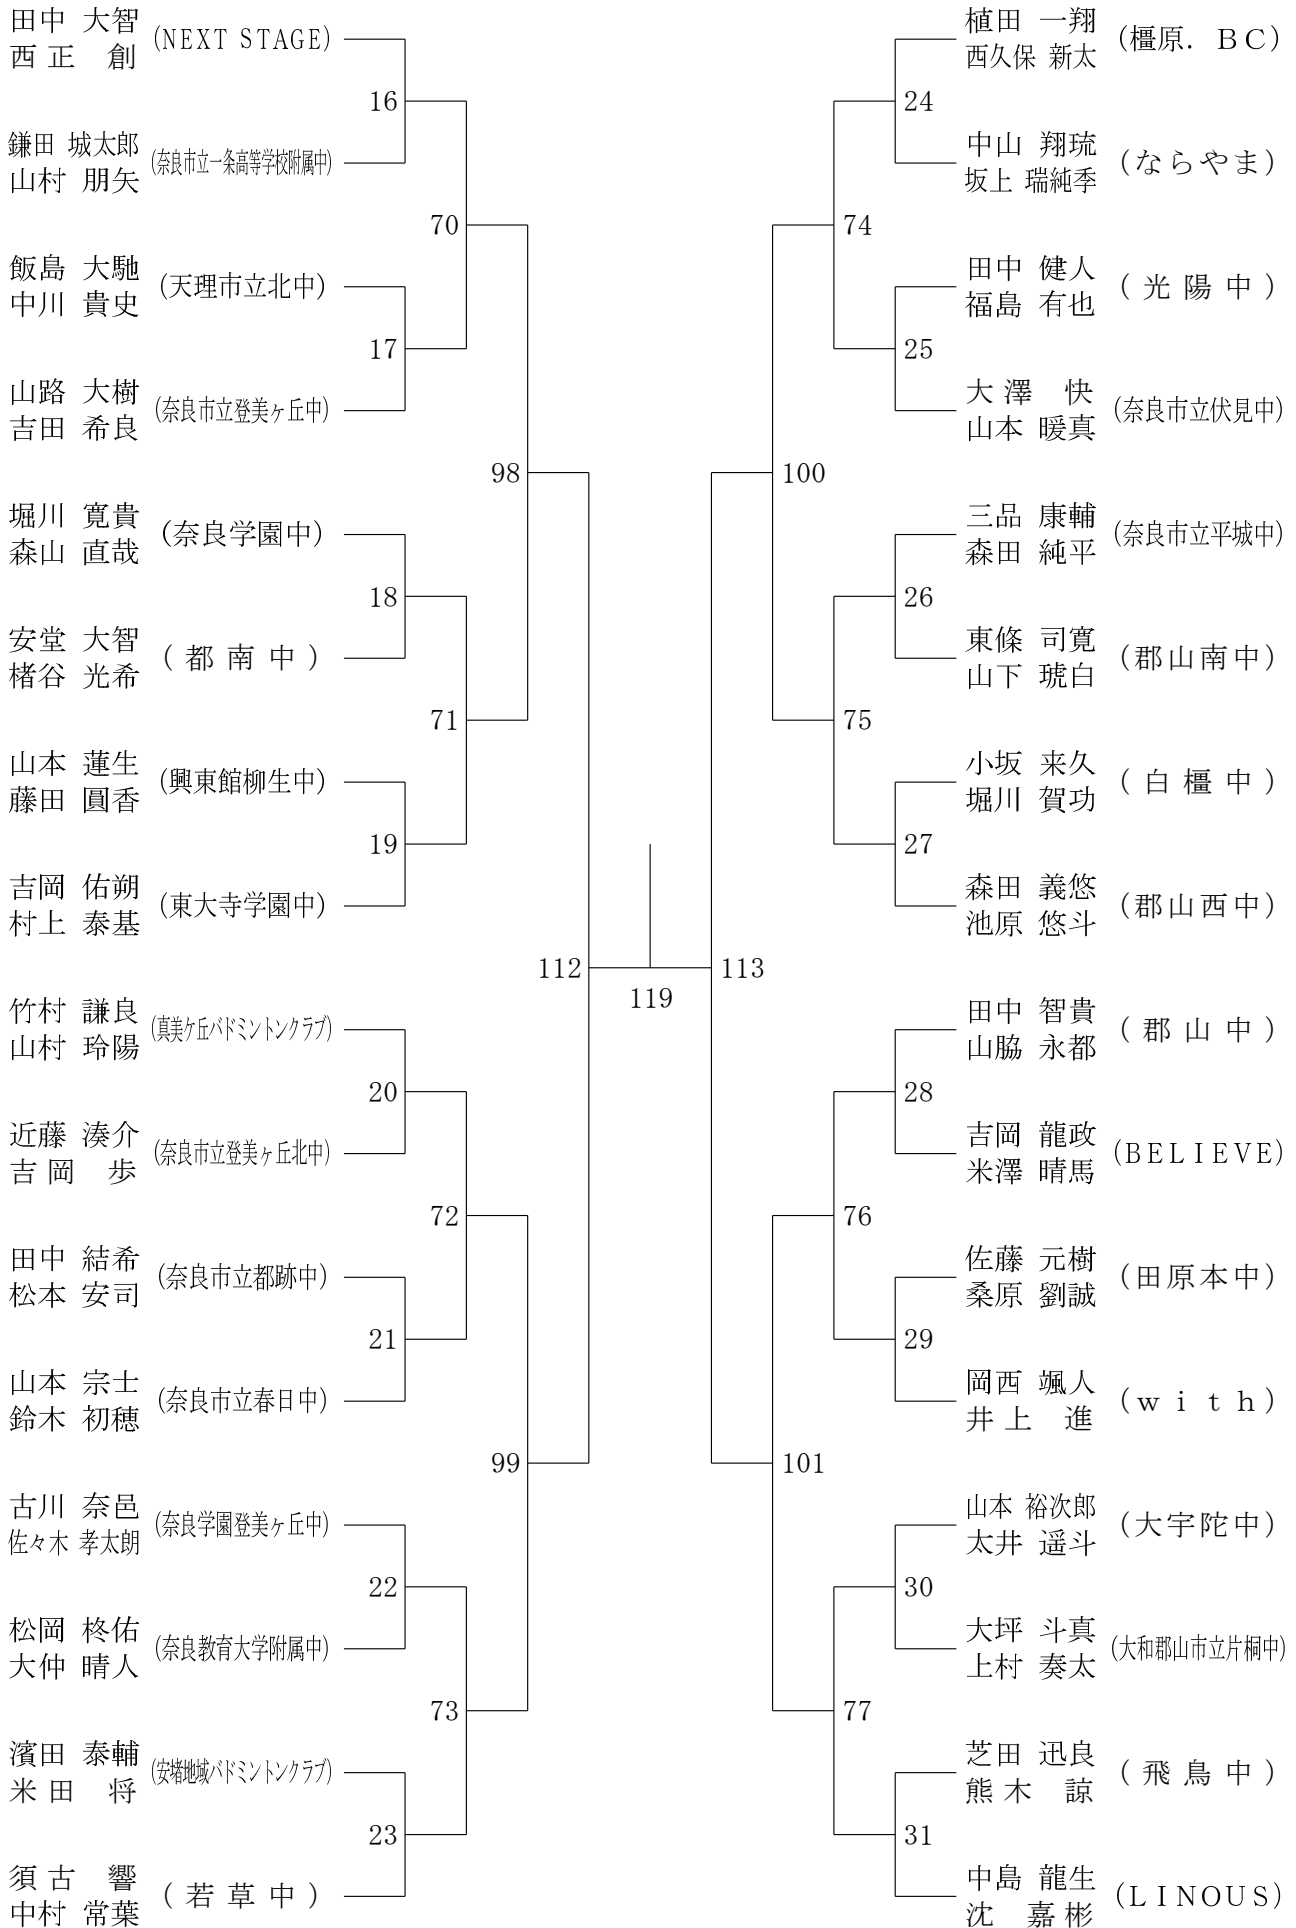 田中 大智
西正 創
(NEXT STAGE)
16
鎌田 城太郎
山村 朋矢
(奈良市立一条高等学校附属中)
70
飯島 大馳
中川 貴史
(天理市立北中)
17
山路 大樹
吉田 希良
(奈良市立登美ヶ丘中)
98
堀川 寛貴
森山 直哉
(奈良学園中)
18
安堂 大智
楮谷 光希
(都南中)
71
山本 蓮生
藤田 圓香
(興東館柳生中)
19
吉岡 佑朔
村上 泰基
(東大寺学園中)
112
竹村 謙良
山村 玲陽
(真美ケ丘バドミントンクラブ)
20
近藤 湊介
吉岡 歩
(奈良市立登美ヶ丘北中)
72
田中 結希
松本 安司
(奈良市立都跡中)
21
山本 宗士
鈴木 初穂
(奈良市立春日中)
99
古川 奈邑
佐々木 孝太朗
(奈良学園登美ヶ丘中)
22
松岡 柊佑
大仲 晴人
(奈良教育大学附属中)
73
濱田 泰輔
米田 将
(安堵地域バドミントンクラブ)
23
須古 響
中村 常葉
(若草中)
119
植田 一翔
西久保 新太
(橿原．ＢＣ)
24
中山 翔琉
坂上 瑞純季
(ならやま)
74
田中 健人
福島 有也
(光陽中)
25
大澤 快
山本 暖真
(奈良市立伏見中)
100
三品 康輔
森田 純平
(奈良市立平城中)
26
東條 司寛
山下 琥白
(郡山南中)
75
小坂 来久
堀川 賀功
(白橿中)
27
森田 義悠
池原 悠斗
(郡山西中)
113
田中 智貴
山脇 永都
(郡山中)
28
吉岡 龍政
米澤 晴馬
(BELIEVE)
76
佐藤 元樹
桑原 劉誠
(田原本中)
29
岡西 颯人
井上 進
(ｗｉｔｈ)
101
山本 裕次郎
太井 遥斗
(大宇陀中)
30
大坪 斗真
上村 奏太
(大和郡山市立片桐中)
77
芝田 迅良
熊木 諒
(飛鳥中)
31
中島 龍生
沈 嘉彬
(LINOUS)